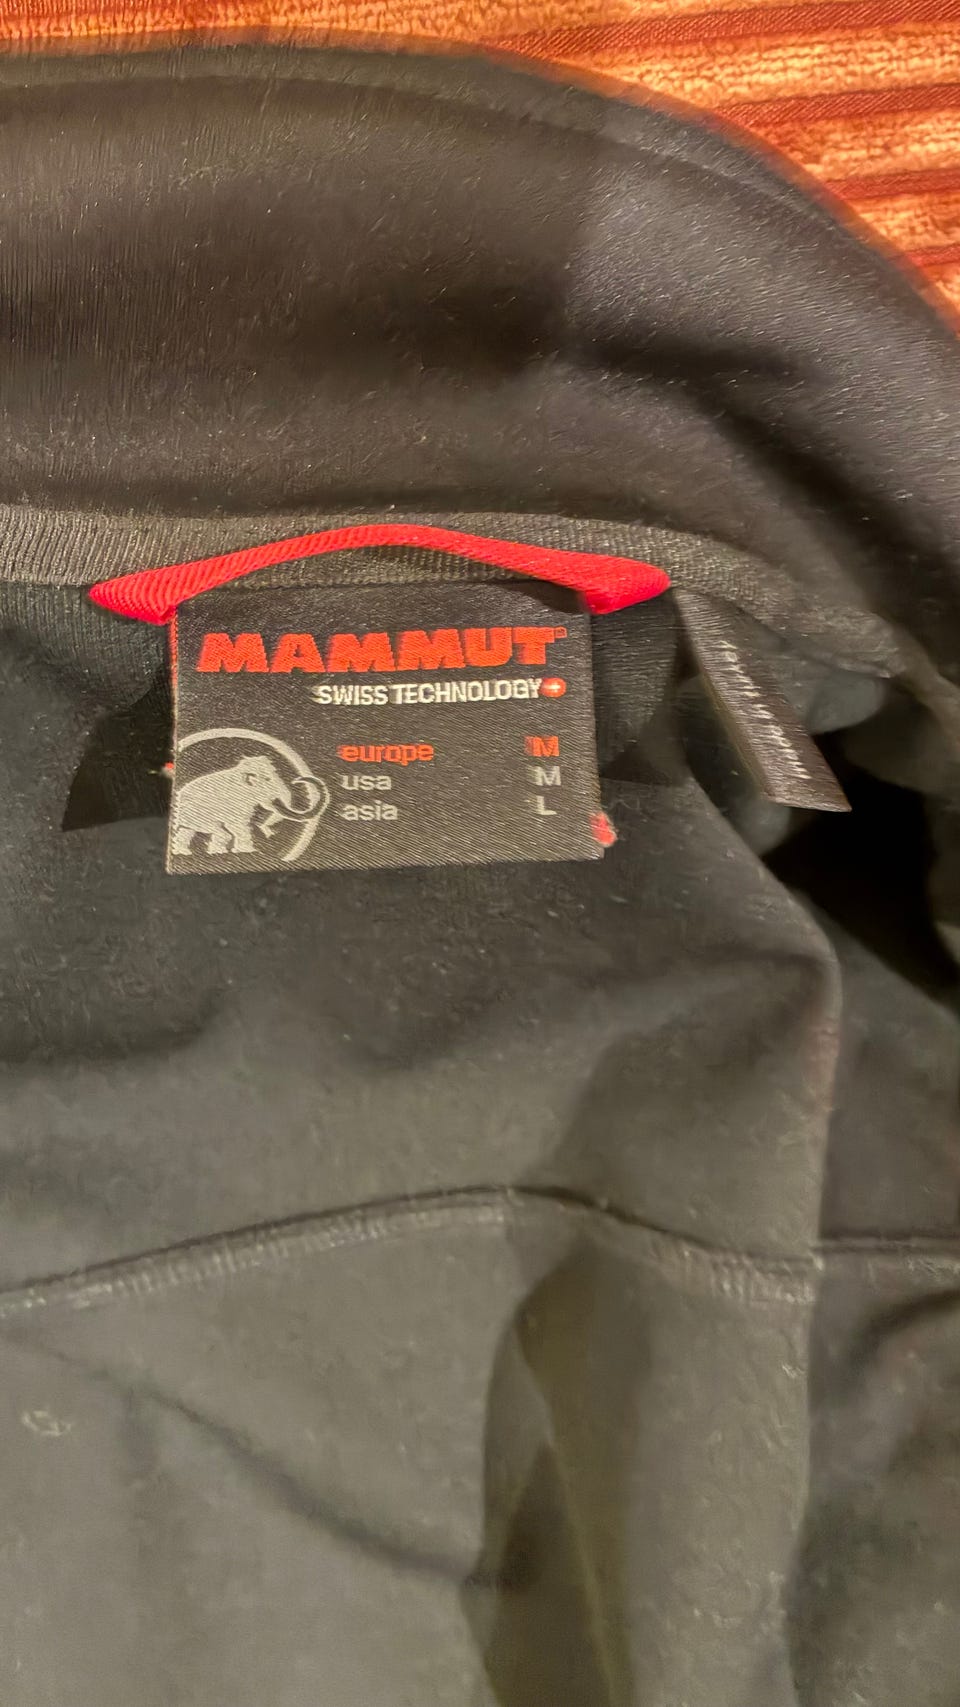 MAMMUT
SWISS TECHNOLOGY
europe M
usa M
asia L